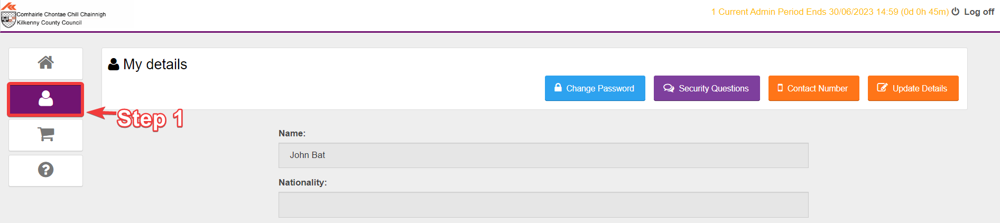 Comhairle Chontae Chill Chainnigh
Kilkenny County Council
1 Current Admin Period Ends 30/06/2023 14:59 (0d 0h 45m) Log off
My details
Change Password
Security Questions
Contact Number
Update Details
Step 1
Name:
John Bat
Nationality: